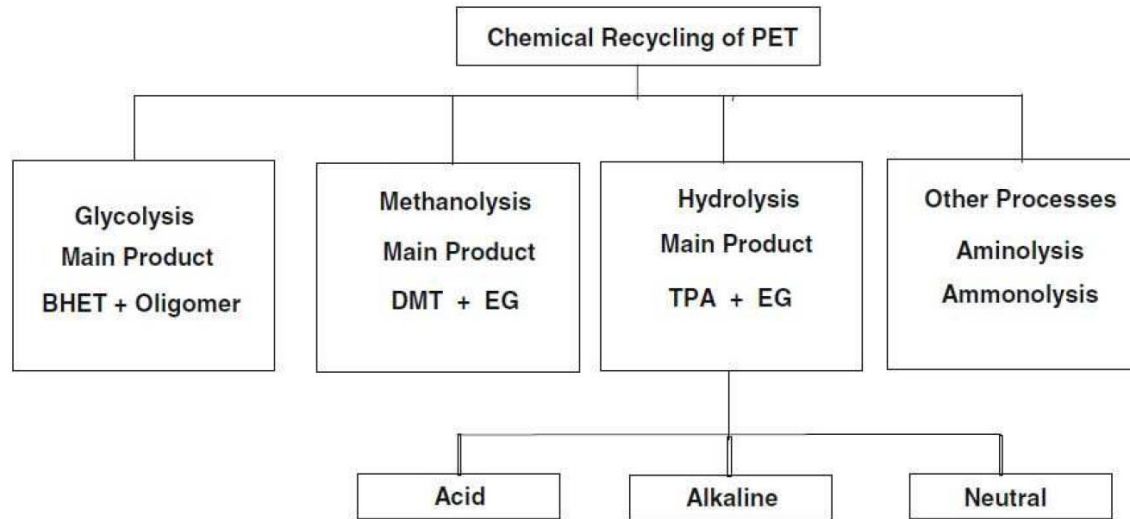 Chemical Recycling of PET
Glycolysis
Main Product
BHET + Oligomer
Methanolysis
Main Product
DMT + EG
Hydrolysis
Main Product
TPA + EG
Other Processes
Aminolysis
Ammonolysis
Acid
Alkaline
Neutral